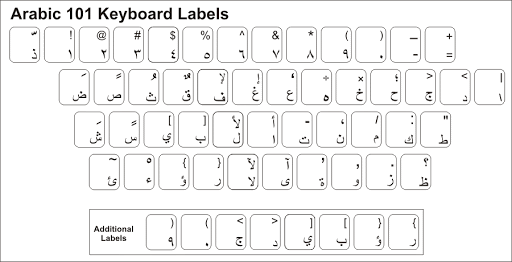 Arabic 101 Keyboard Labels
ّ ! @ # $ % ^ & * ( ) _ +
ذ ١ ٢ ٣ ٤ ٥ ٦ ٧ ٨ ٩ ٠ - =
َ ً ُ ٌ لإ إ ‘ ÷ × ؛ < > |
ض ص ث ق ف غ ع ه خ ح ج د \
ِ ٍ ] [ لأ أ - ، / : "
ش س ي ب ل ا ت ن م ك ط
~ ْ } { لآ آ ’ , . ؟
ئ ء ؤ ر لا ى ة و ز ظ
Additional
Labels
) ( < > ] [ } {
٩ ٠ ج د ي ب ؤ ر